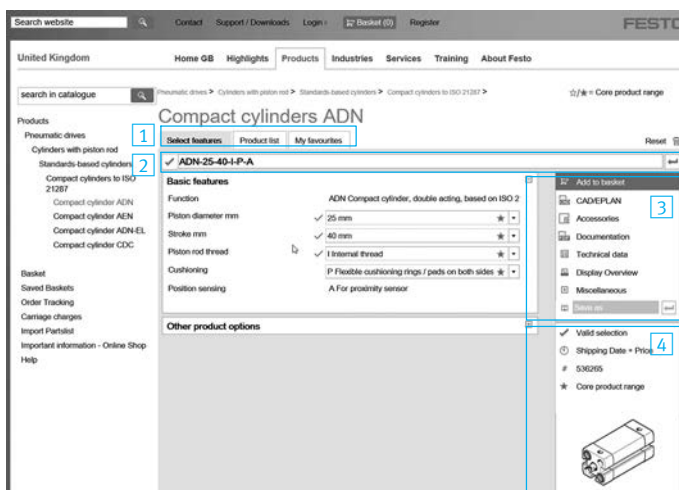 Search website
Contact Support / Downloads Login Basket (0) Register
FESTO
United Kingdom
Home GB Highlights Products Industries Services Training About Festo
search in catalogue
Pneumatic drives > Cylinders with piston rod > Standards-based cylinders > Compact cylinders to ISO 21287 >
☆/★ = Core product range
Compact cylinders ADN
1
Select features Product list My favourites
Reset
2
ADN-25-40-I-P-A
Products
Pneumatic drives
Cylinders with piston rod
Standards-based cylinders
Compact cylinders to ISO
21287
Compact cylinder ADN
Compact cylinder AEN
Compact cylinder ADN-EL
Compact cylinder CDC
Basket
Saved Baskets
Order Tracking
Carriage charges
Import Partslist
Important information - Online Shop
Help
Basic features
Function ADN Compact cylinder, double acting, based on ISO 2
Piston diameter mm 25 mm
Stroke mm 40 mm
Piston rod thread I Internal thread
Cushioning P Flexible cushioning rings / pads on both sides
Position sensing A For proximity sensor
Other product options
Add to basket
3
CAD/EPLAN
Accessories
Documentation
Technical data
Display Overview
Miscellaneous
Save as
4
Valid selection
Shipping Date + Price
# 536265
Core product range